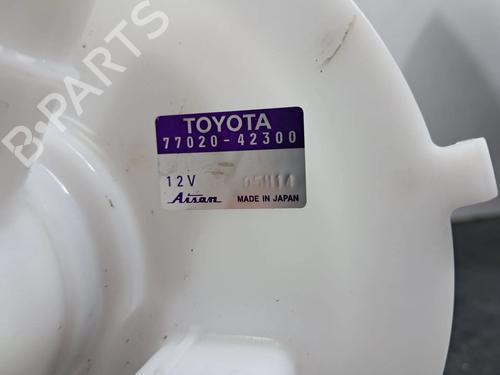 B-PARTS
TOYOTA
77020-42300
12V 05H14
Aisan MADE IN JAPAN